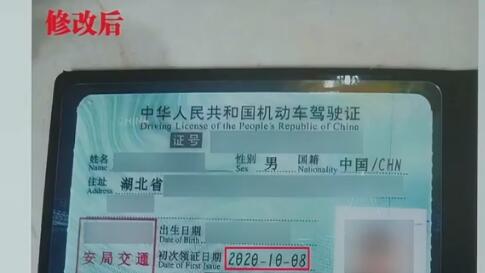 修改后
中华人民共和国机动车驾驶证
Driving License of the People's Republic of China
证号
姓名 性别 男 国籍 中国/CHN
Name Sex Nationality
住址 湖北省
Address
出生日期
Date of Birth
安局交通 初次领证日期 2020-10-08
Date of First Issue